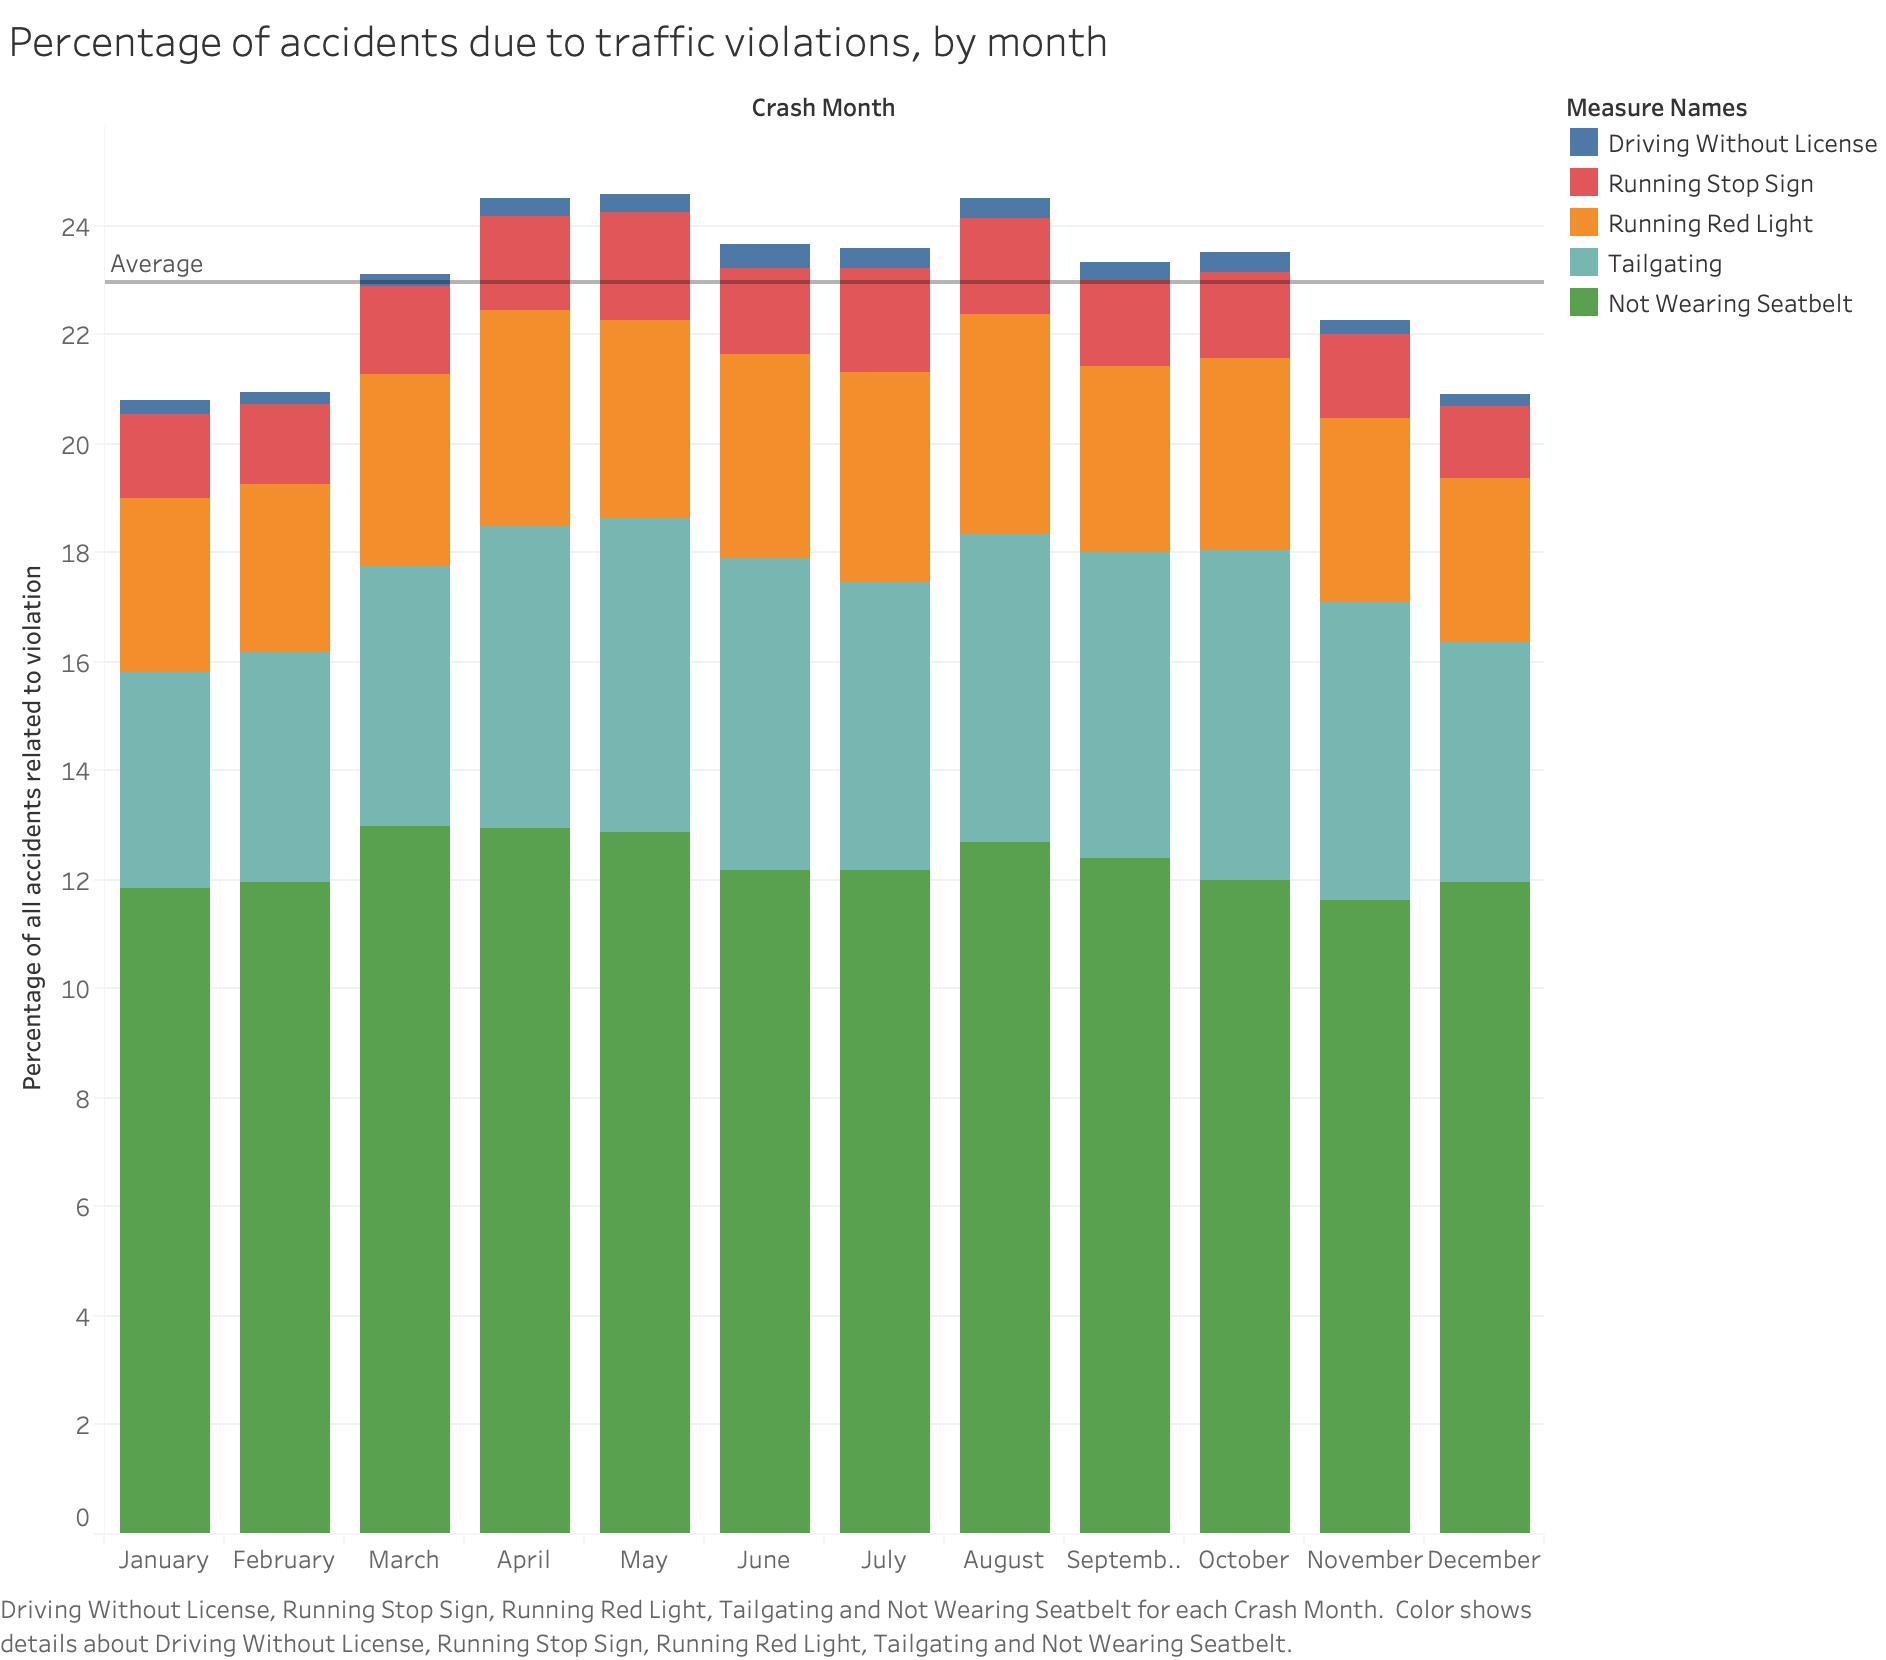 Percentage of accidents due to traffic violations, by month
Crash Month
Measure Names
Driving Without License
Running Stop Sign
Running Red Light
Tailgating
Not Wearing Seatbelt
Percentage of all accidents related to violation
24
22
20
18
16
14
12
10
8
6
4
2
0
Average
January February March April May June July August Septemb.. October November December
Driving Without License, Running Stop Sign, Running Red Light, Tailgating and Not Wearing Seatbelt for each Crash Month.  Color shows
details about Driving Without License, Running Stop Sign, Running Red Light, Tailgating and Not Wearing Seatbelt.